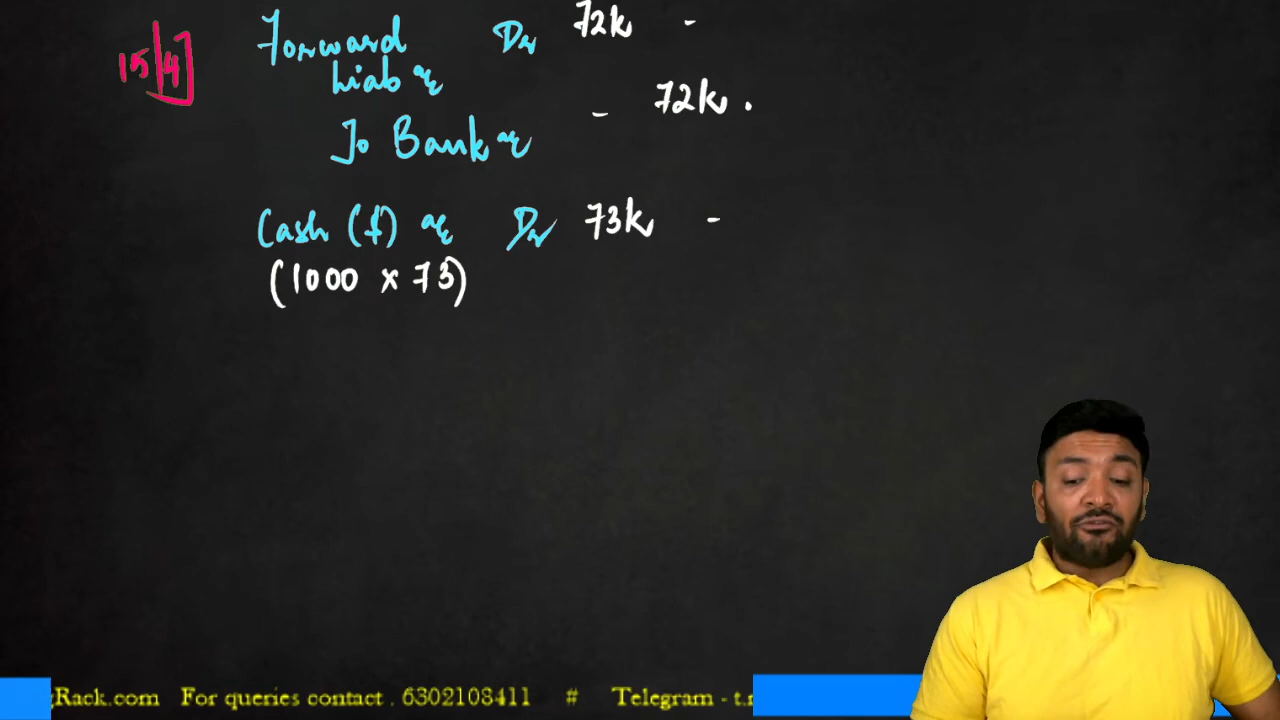 15/4 Forward Dr 72k -
Liab a/c
To Bank a/c - 72k .
Cash (f) a/c Dr 73k -
(1000 x 73)
gRack.com For queries contact . 6302108411 # Telegram - t.